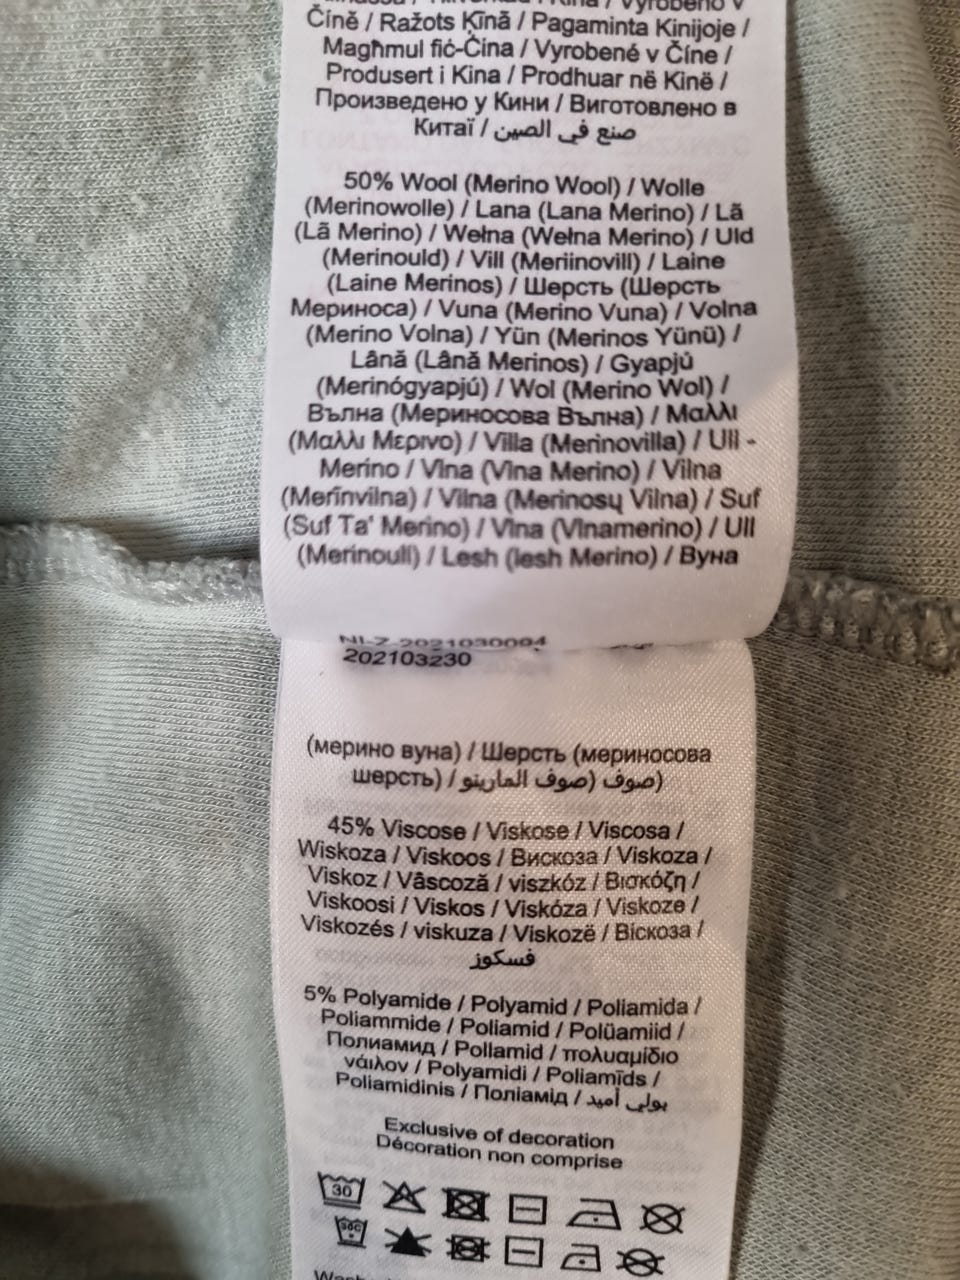 Číně / Ražots Ķīnā / Pagaminta Kinijoje /
Magħmul fiċ-Ċina / Vyrobené v Číne /
Produsert i Kina / Prodhuar në Kinë /
Произведено у Кини / Виготовлено в
Китаї / صنع في الصين
50% Wool (Merino Wool) / Wolle
(Merinowolle) / Lana (Lana Merino) / Lã
(Lã Merino) / Wełna (Wełna Merino) / Uld
(Merinould) / Vill (Meriinovill) / Laine
(Laine Merinos) / Шерсть (Шерсть
Мериноса) / Vuna (Merino Vuna) / Volna
(Merino Volna) / Yün (Merinos Yünü) /
Lână (Lână Merinos) / Gyapjú
(Merinógyapjú) / Wol (Merino Wol) /
Вълна (Мериносова Вълна) / Μαλλι
(Μαλλι Μερινο) / Villa (Merinovilla) / Ull -
Merino / Vlna (Vlna Merino) / Vilna
(Merīnvilna) / Vilna (Merinosų Vilna) / Suf
(Suf Ta' Merino) / Vlna (Vlnamerino) / Ull
(Merinoull) / Lesh (lesh Merino) / Вуна
NI-Z-2021030004
202103230
(мерино вуна) / Шерсть (мериносова
шерсть) / صوف (صوف المارينو)
45% Viscose / Viskose / Viscosa /
Wiskoza / Viskoos / Вискоза / Viskoza /
Viskoz / Vâscoză / viszkóz / Βισκόζη /
Viskoosi / Viskos / Viskóza / Viskoze /
Viskozés / viskuza / Viskozë / Віскоза /
فسكوز
5% Polyamide / Polyamid / Poliamida /
Poliammide / Poliamid / Polüamiid /
Полиамид / Pollamid / πολυαμίδιο
νάιλον / Polyamidi / Poliamīds /
Poliamidinis / Поліамід / بولي أميد
Exclusive of decoration
Décoration non comprise
30
30C